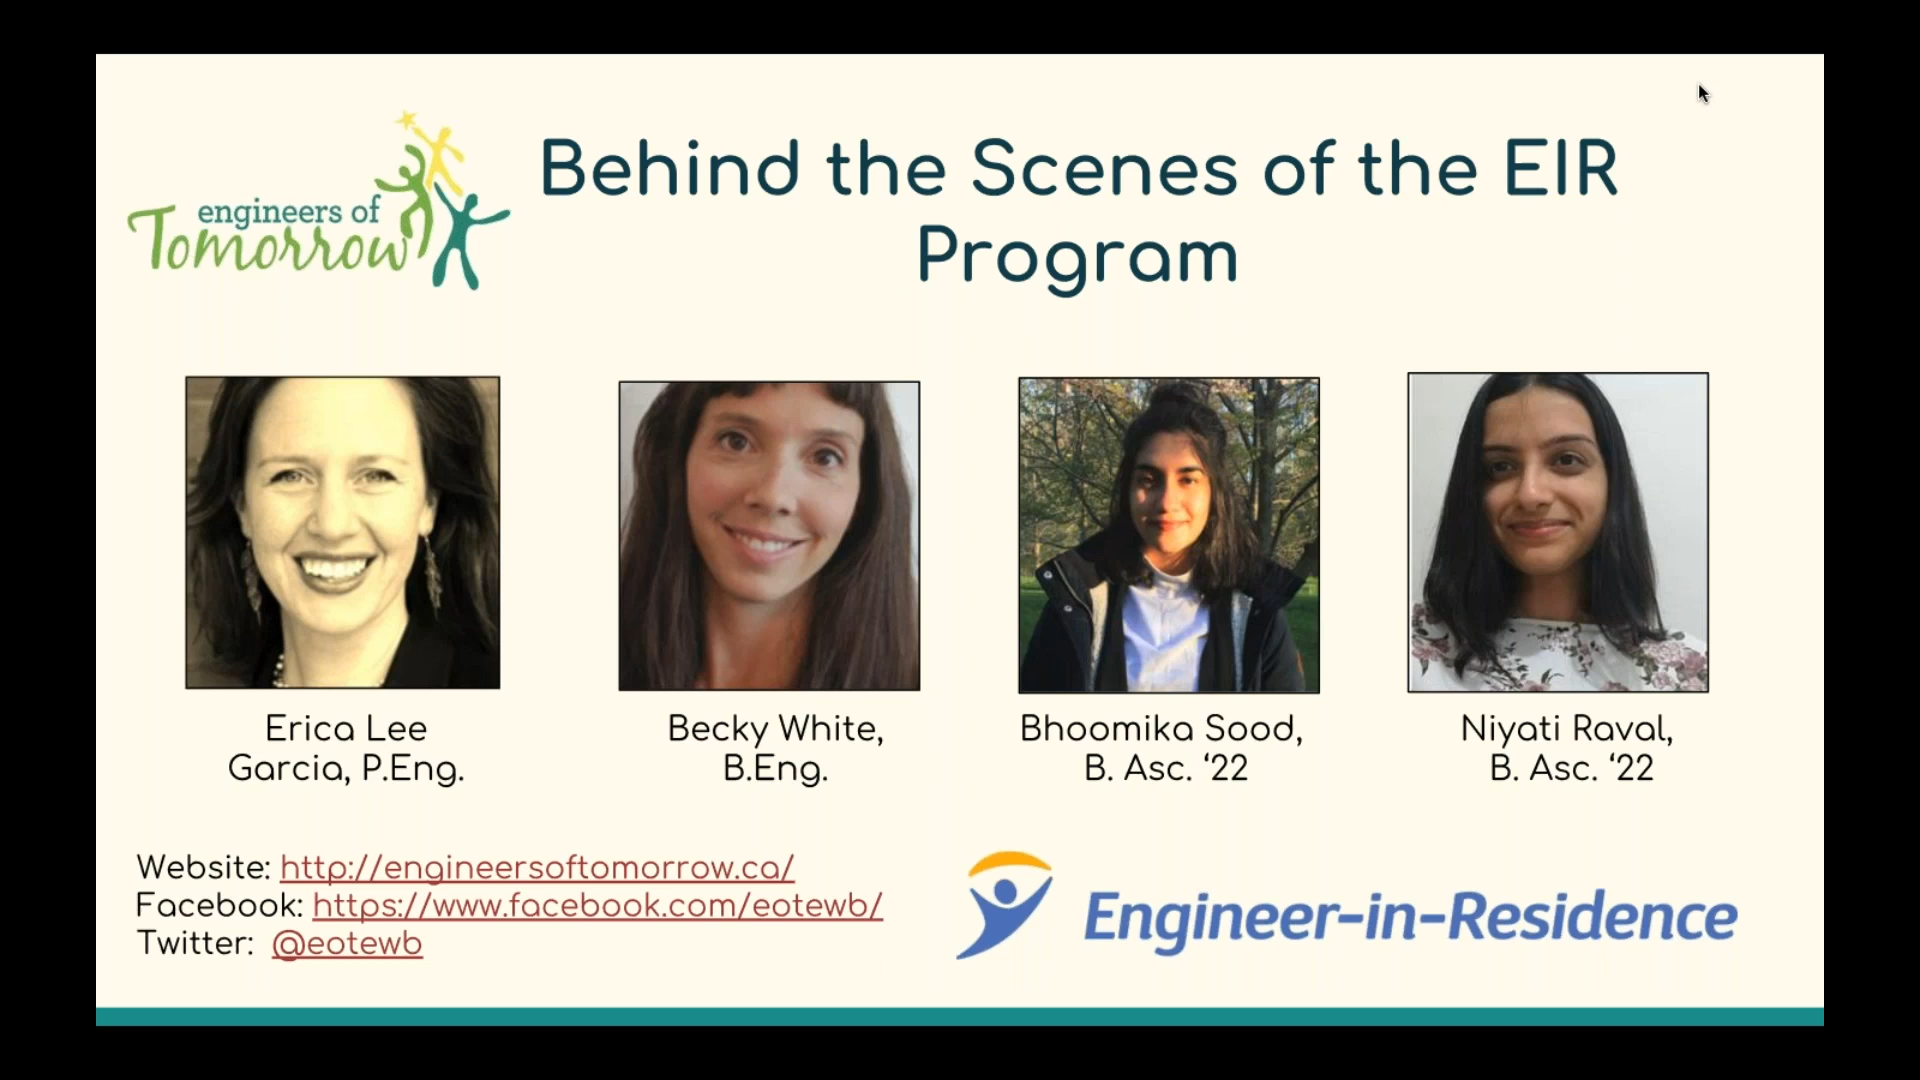 engineers of
Tomorrow
Behind the Scenes of the EIR
Program
Erica Lee
Garcia, P.Eng.
Becky White,
B.Eng.
Bhoomika Sood,
B. Asc. ‘22
Niyati Raval,
B. Asc. ‘22
Website: http://engineersoftomorrow.ca/
Facebook: https://www.facebook.com/eotewb/
Twitter: @eotewb
Engineer-in-Residence